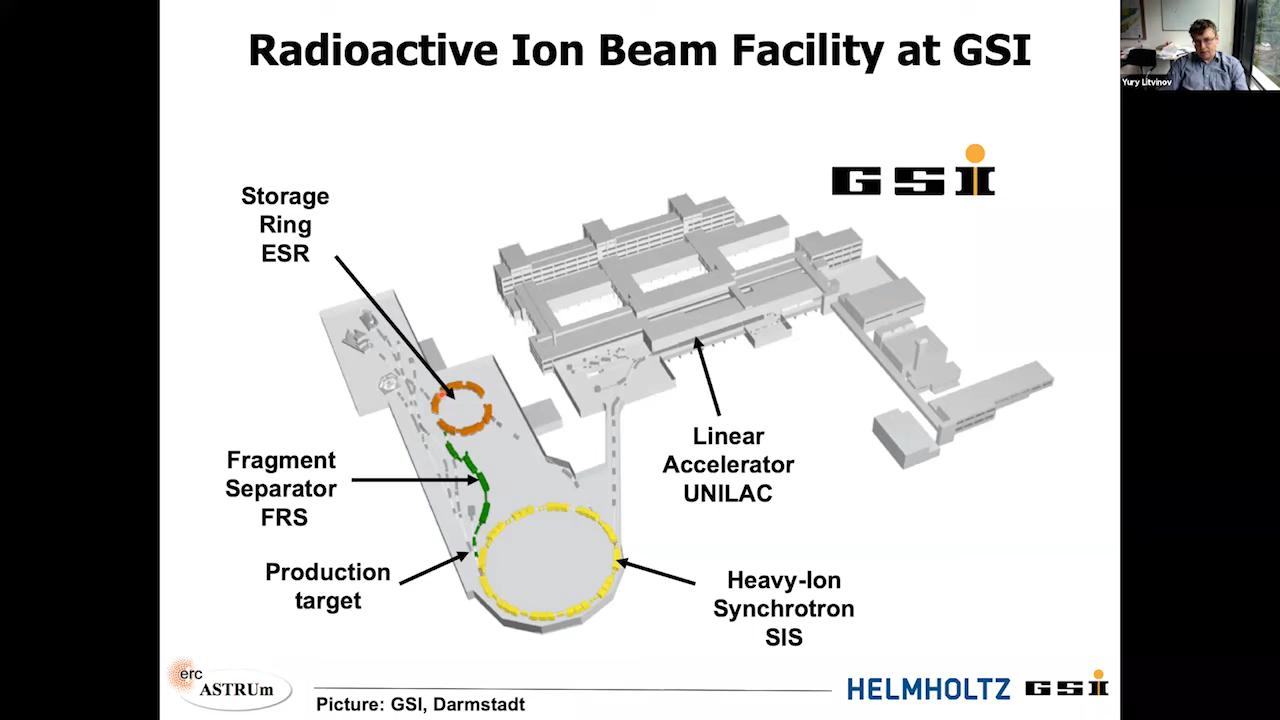 Radioactive Ion Beam Facility at GSI
Yury Litvinov
GSI
Storage
Ring
ESR
Linear
Accelerator
UNILAC
Fragment
Separator
FRS
Production
target
Heavy-Ion
Synchrotron
SIS
erc
ASTRUm
Picture: GSI, Darmstadt
HELMHOLTZ
GSI